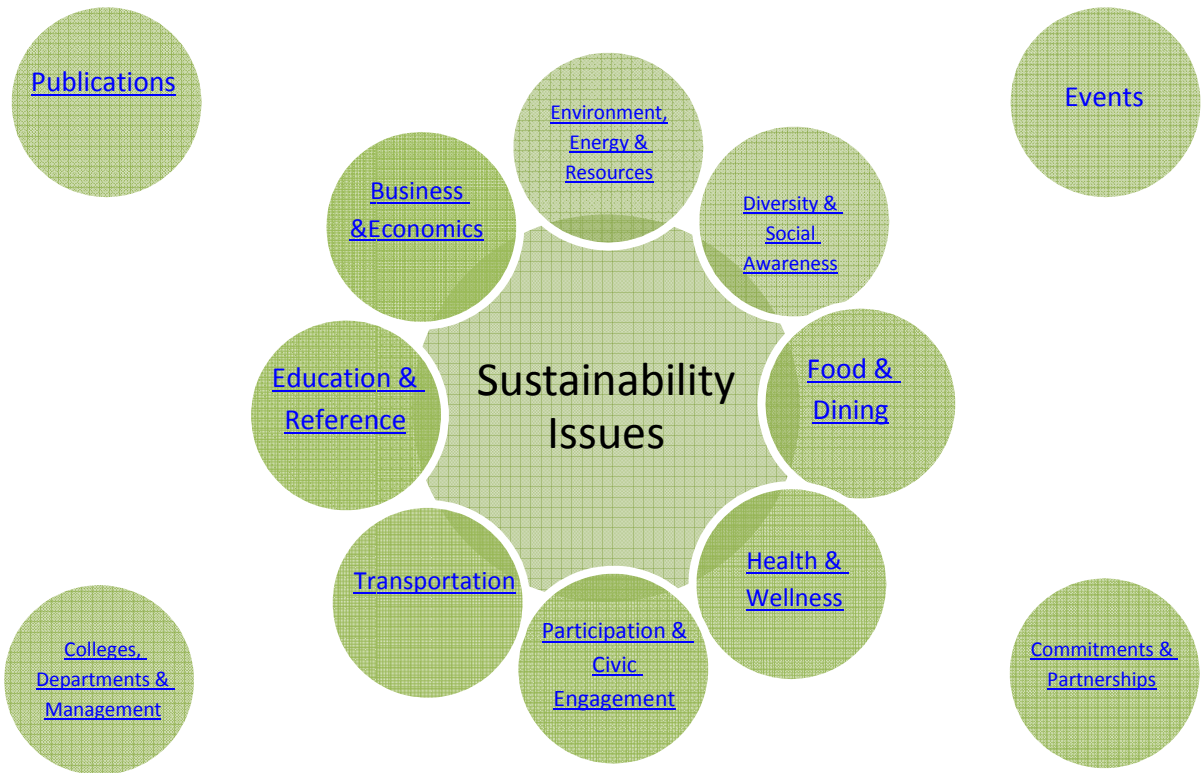 Publications
Events
Environment,
Energy &
Resources
Business
&Economics
Diversity &
Social
Awareness
Sustainability
Issues
Education &
Reference
Food &
Dining
Transportation
Health &
Wellness
Participation &
Civic
Engagement
Colleges,
Departments &
Management
Commitments &
Partnerships